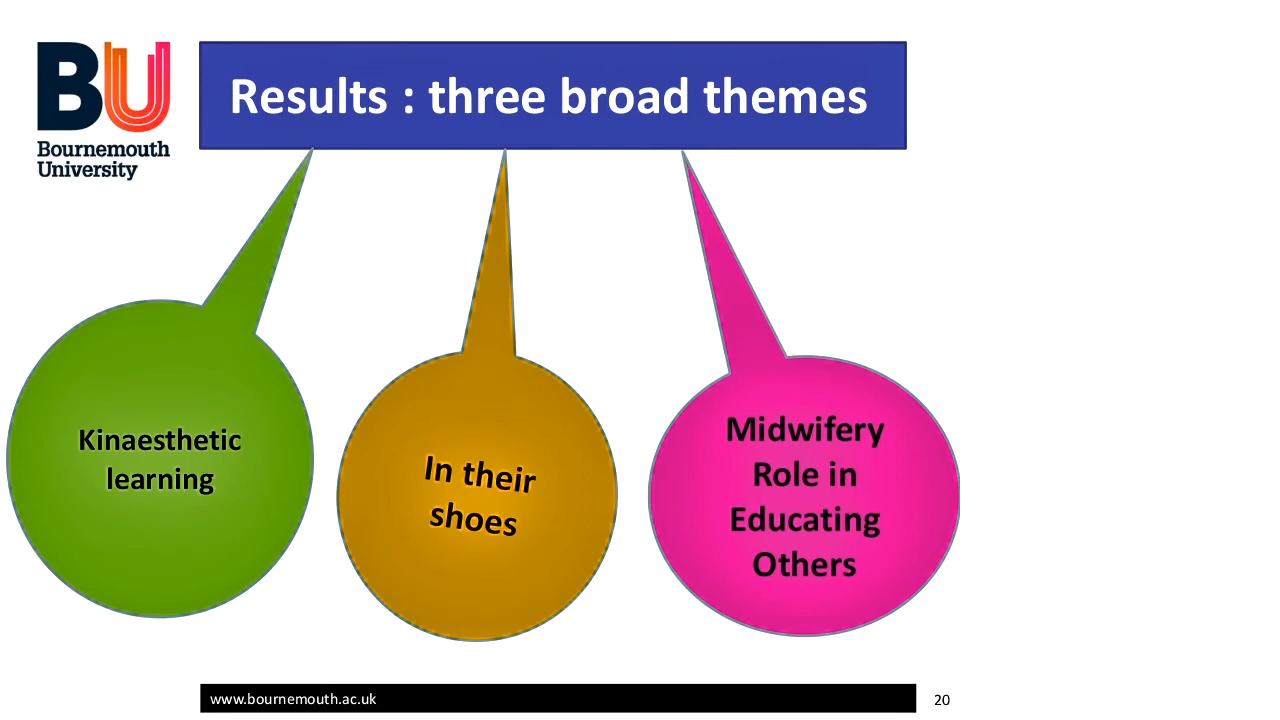 BU
Bournemouth
University
Results : three broad themes
Kinaesthetic
learning
In their
shoes
Midwifery
Role in
Educating
Others
www.bournemouth.ac.uk
20